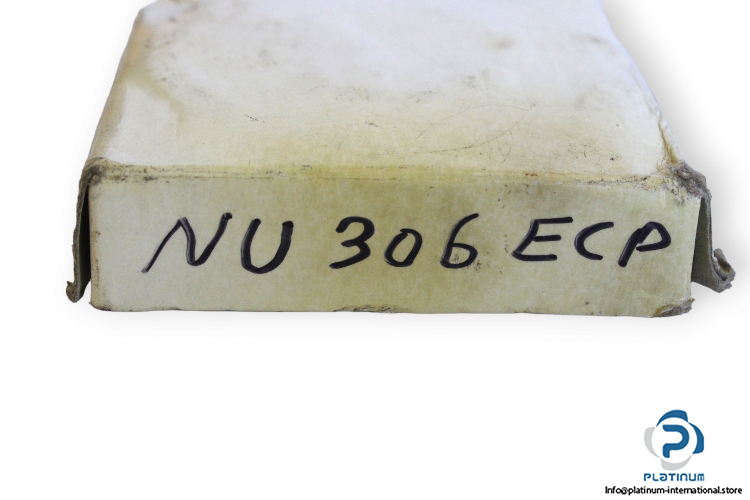 NU 306 ECP
PLATINUM
Info@platinum-international.store